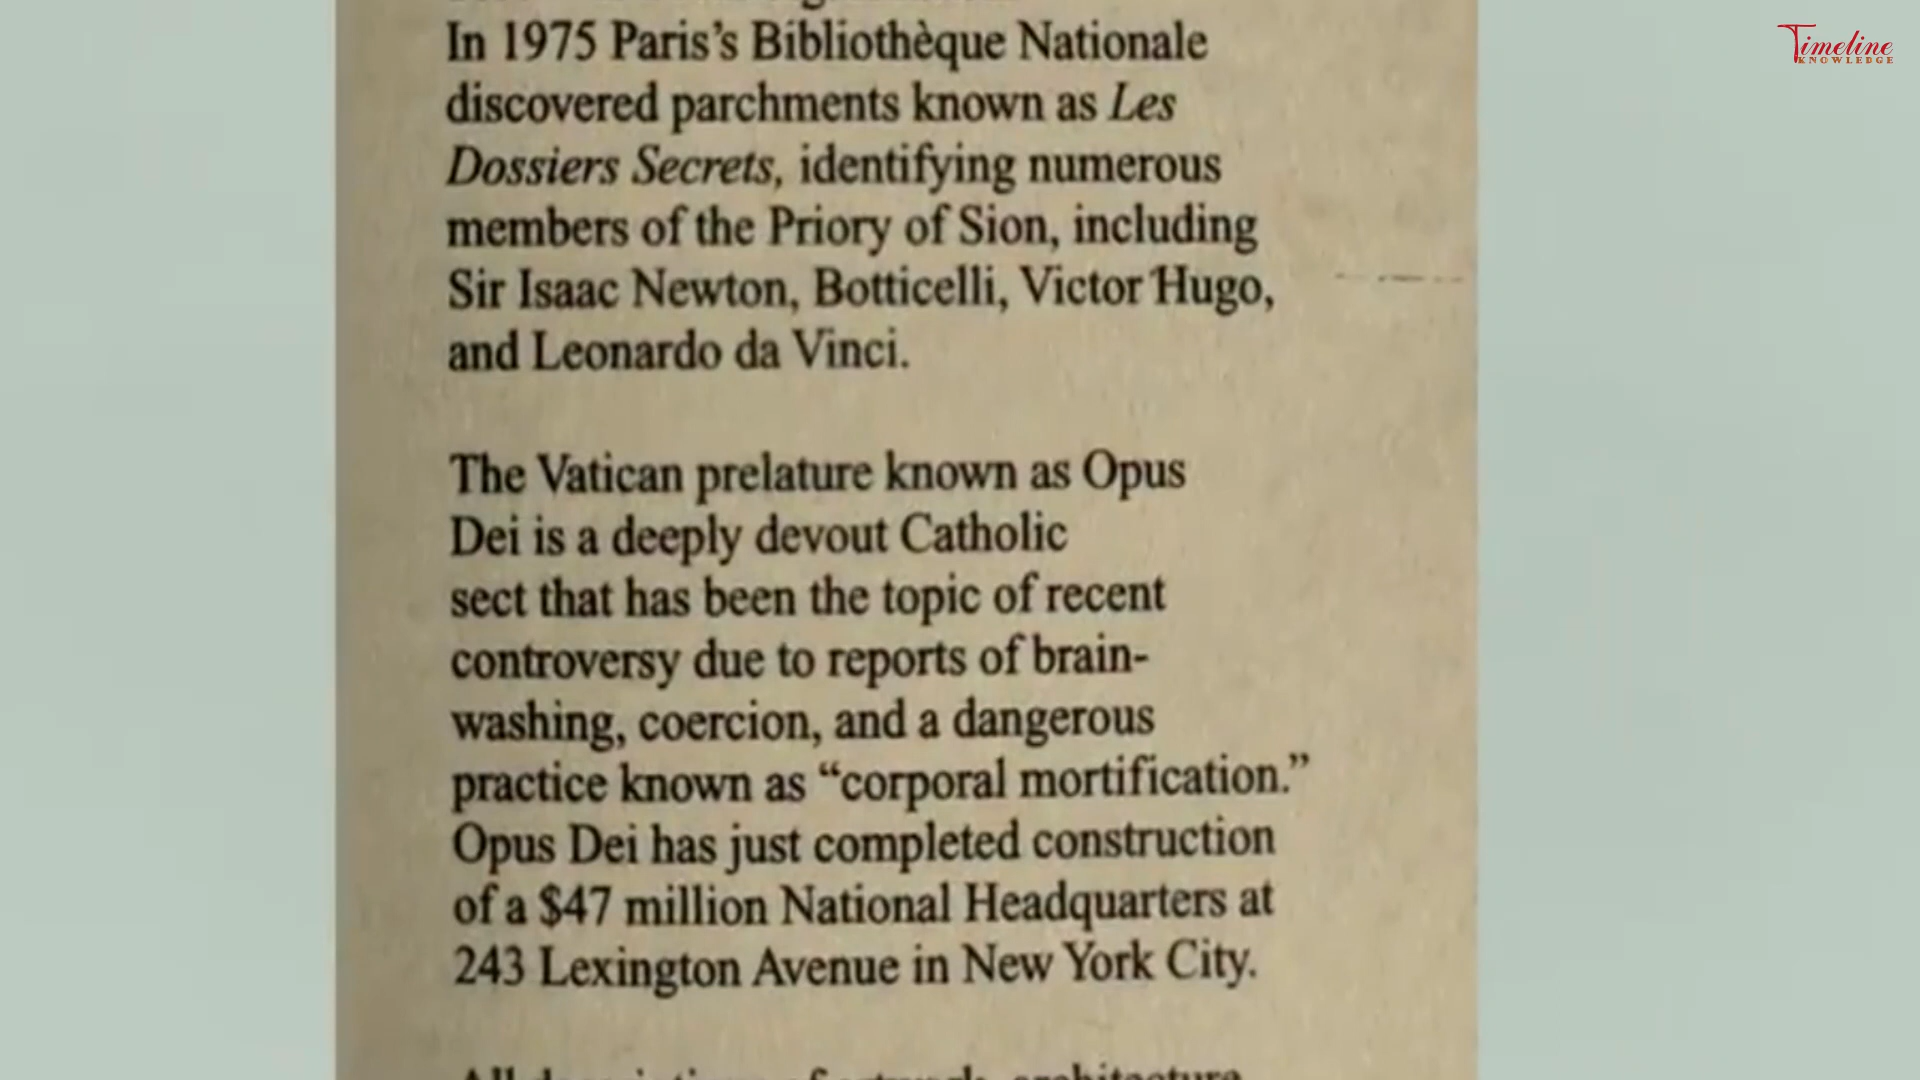 Timeline
KNOWLEDGE
In 1975 Paris’s Bibliothèque Nationale
discovered parchments known as Les
Dossiers Secrets, identifying numerous
members of the Priory of Sion, including
Sir Isaac Newton, Botticelli, Victor Hugo,
and Leonardo da Vinci.
The Vatican prelature known as Opus
Dei is a deeply devout Catholic
sect that has been the topic of recent
controversy due to reports of brain-
washing, coercion, and a dangerous
practice known as “corporal mortification.”
Opus Dei has just completed construction
of a $47 million National Headquarters at
243 Lexington Avenue in New York City.